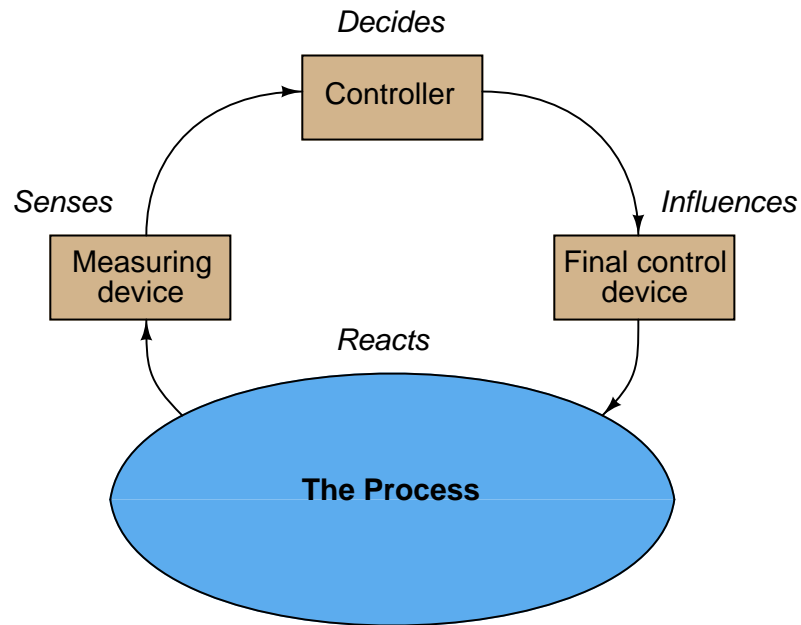 Decides
Controller
Senses
Influences
Measuring
device
Final control
device
Reacts
The Process